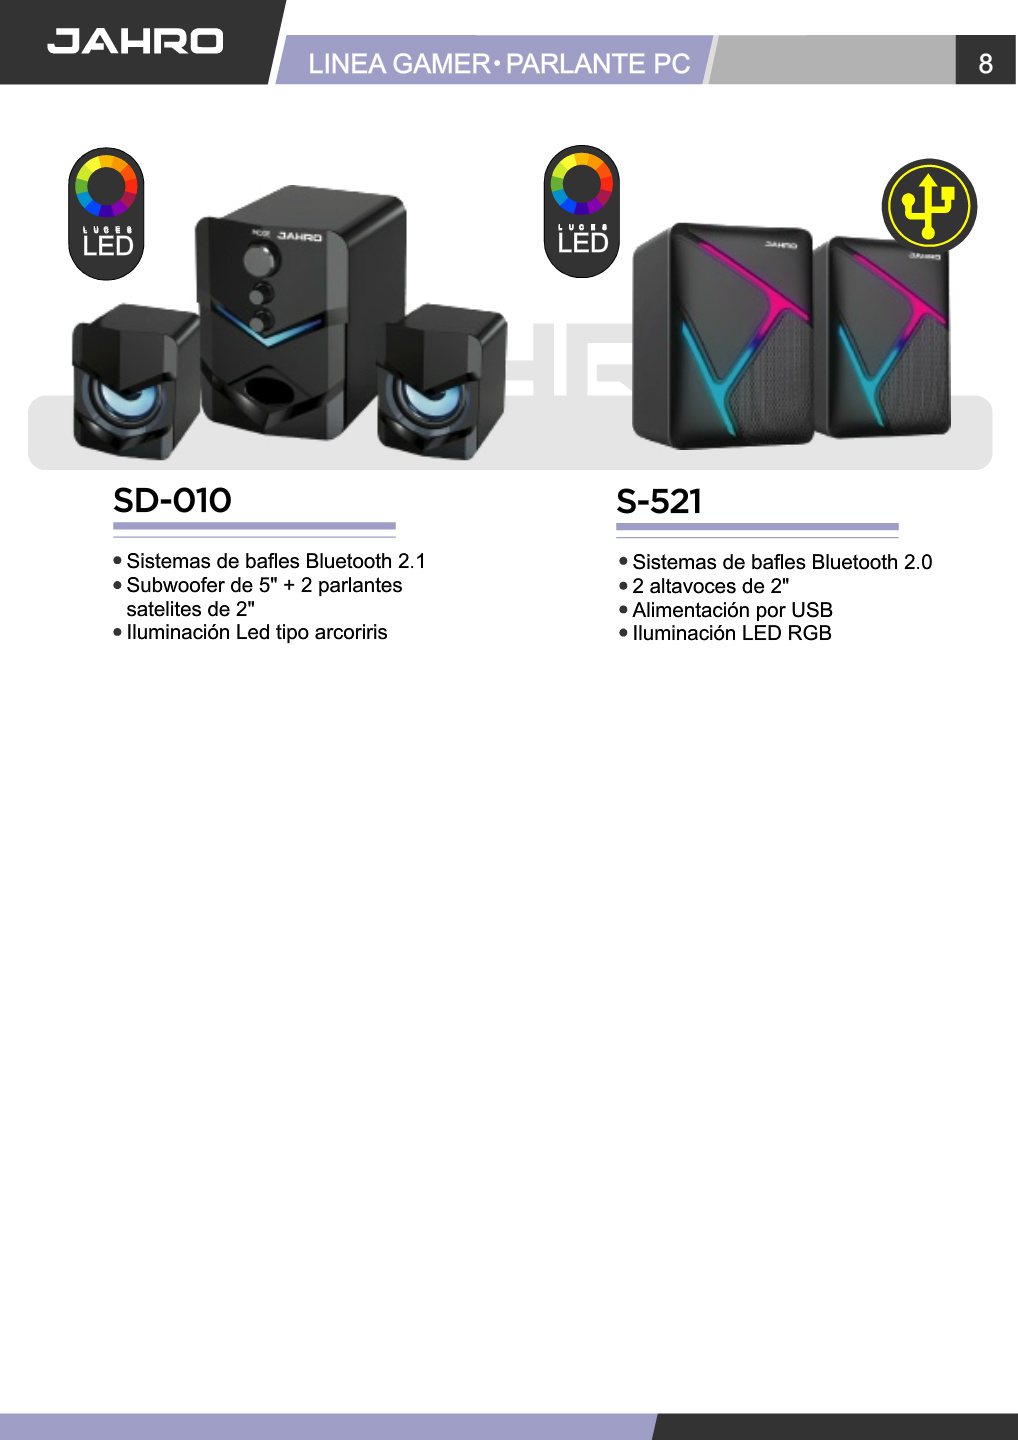 JAHRO
LINEA GAMER • PARLANTE PC
8
LUCES
LED
LUCES
LED
JAHRO
JAHRO
JAHRO
SD-010
Sistemas de bafles Bluetooth 2.1
Subwoofer de 5" + 2 parlantes
satelites de 2"
Iluminación Led tipo arcoriris
S-521
Sistemas de bafles Bluetooth 2.0
2 altavoces de 2"
Alimentación por USB
Iluminación LED RGB